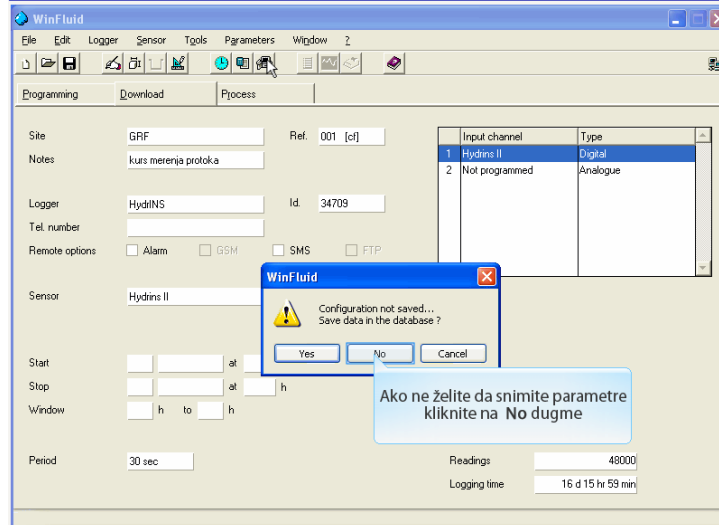 WinFluid
File Edit Logger Sensor Tools Parameters Window ?
Programming Download Process
Site GRF Ref. 001 [cf]
Notes kurs merenja protoka
Logger HydrINS Id. 34709
Tel. number
Remote options Alarm GSM SMS FTP
Sensor Hydrins II
Input channel Type
1 Hydrins II Digital
2 Not programmed Analogue
WinFluid
Configuration not saved...
Save data in the database ?
Yes No Cancel
Ako ne želite da snimite parametre
kliknite na No dugme
Start at
Stop at h
Window h to h
Period 30 sec
Readings 48000
Logging time 16 d 15 hr 59 min